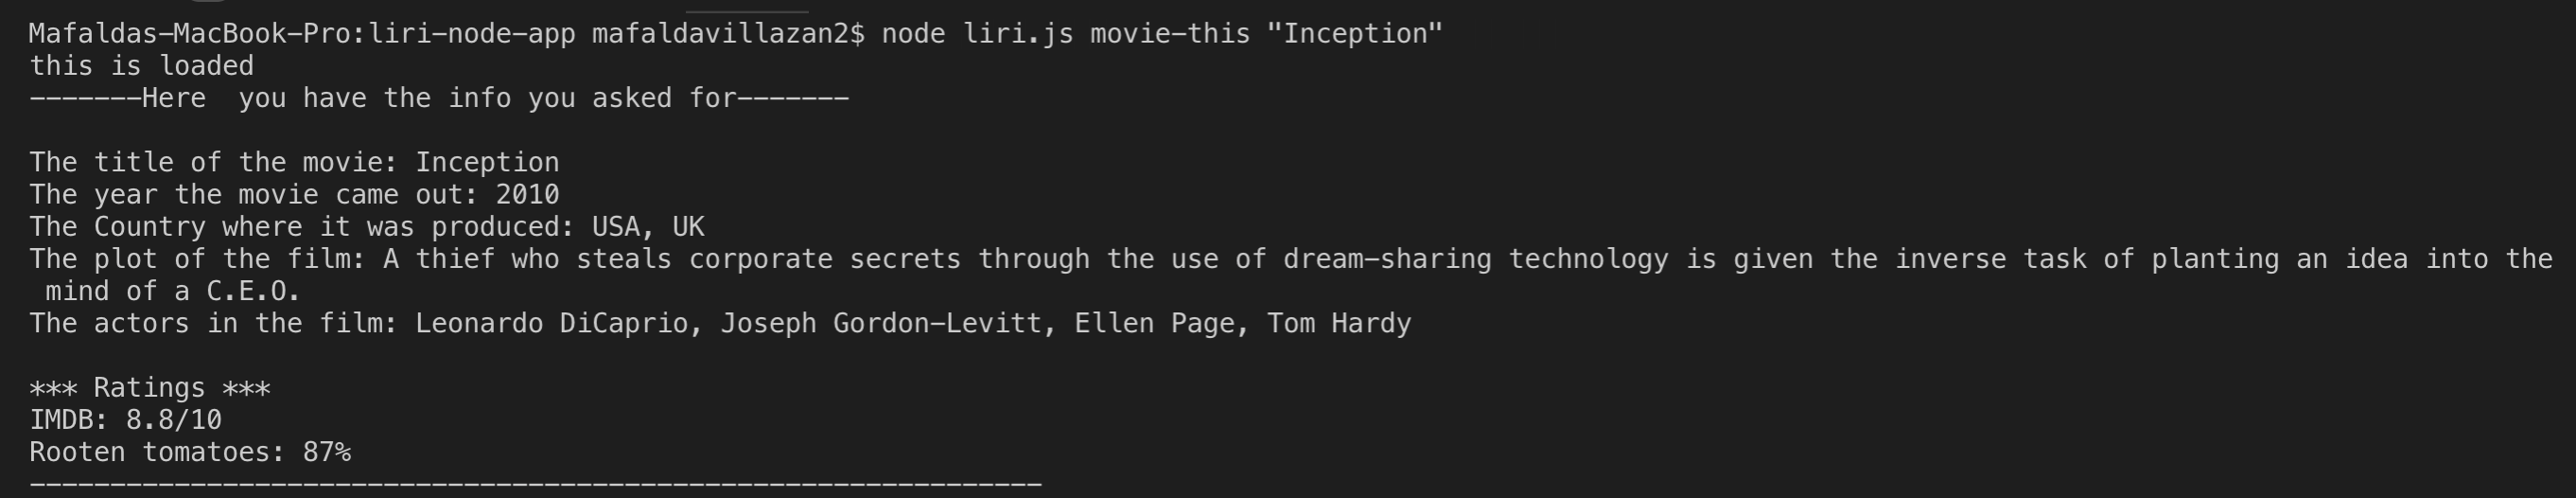 Mafaldas-MacBook-Pro:liri-node-app mafaldavillazan2$ node liri.js movie-this "Inception"
this is loaded
-------Here  you have the info you asked for-------
The title of the movie: Inception
The year the movie came out: 2010
The Country where it was produced: USA, UK
The plot of the film: A thief who steals corporate secrets through the use of dream-sharing technology is given the inverse task of planting an idea into the
 mind of a C.E.O.
The actors in the film: Leonardo DiCaprio, Joseph Gordon-Levitt, Ellen Page, Tom Hardy
*** Ratings ***
IMDB: 8.8/10
Rooten tomatoes: 87%
---------------------------------------------------------------